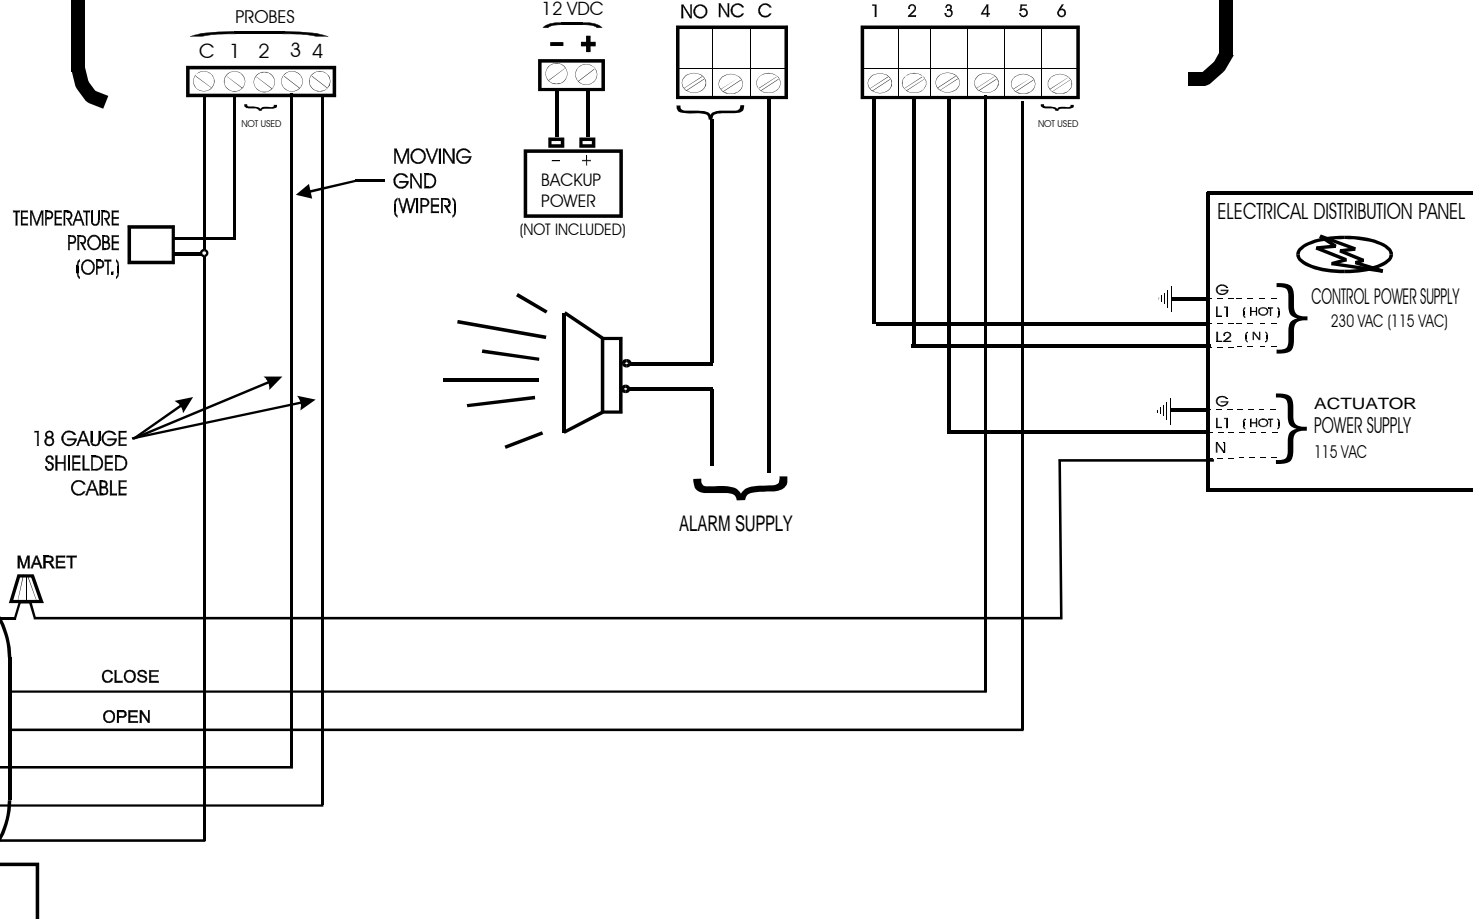 PROBES
C 1 2 3 4
NOT USED
12 VDC
− +
− +
BACKUP
POWER
(NOT INCLUDED)
NO NC C
1 2 3 4 5 6
NOT USED
MOVING
GND
(WIPER)
TEMPERATURE
PROBE
(OPT.)
ELECTRICAL DISTRIBUTION PANEL
G
L1 (HOT)
L2 (N)
CONTROL POWER SUPPLY
230 VAC (115 VAC)
G
L1 (HOT)
N
ACTUATOR
POWER SUPPLY
115 VAC
18 GAUGE
SHIELDED
CABLE
ALARM SUPPLY
MARET
CLOSE
OPEN